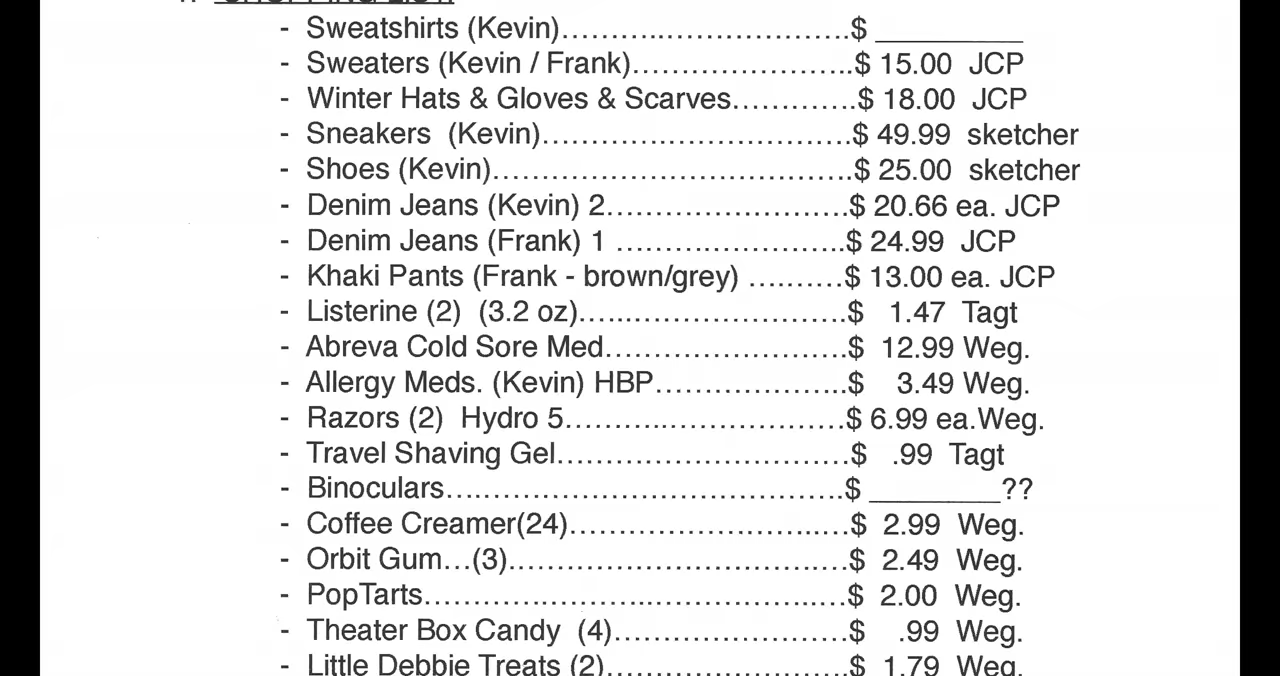 - Sweatshirts (Kevin)……….……………………….$ _________
- Sweaters (Kevin / Frank)…………………..…….$ 15.00 JCP
- Winter Hats & Gloves & Scarves………….$ 18.00 JCP
- Sneakers (Kevin)……………………………….$ 49.99 sketcher
- Shoes (Kevin)…………………………………….$ 25.00 sketcher
- Denim Jeans (Kevin) 2………………………….$ 20.66 ea. JCP
- Denim Jeans (Frank) 1 ……………………….$ 24.99 JCP
- Khaki Pants (Frank - brown/grey) ……….$ 13.00 ea. JCP
- Listerine (2) (3.2 oz)…..…………………….$ 1.47 Tagt
- Abreva Cold Sore Med……………………….$ 12.99 Weg.
- Allergy Meds. (Kevin) HBP…………………..$ 3.49 Weg.
- Razors (2) Hydro 5……….…………………….$ 6.99 ea.Weg.
- Travel Shaving Gel…………………………….$ .99 Tagt
- Binoculars……………………………………….$ ________??
- Coffee Creamer(24)…………………………….$ 2.99 Weg.
- Orbit Gum…(3)………………………………….$ 2.49 Weg.
- PopTarts…………………….……………….….$ 2.00 Weg.
- Theater Box Candy (4)……………………….$ .99 Weg.
- Little Debbie Treats (2)……………………….$ 1.79 Weg.